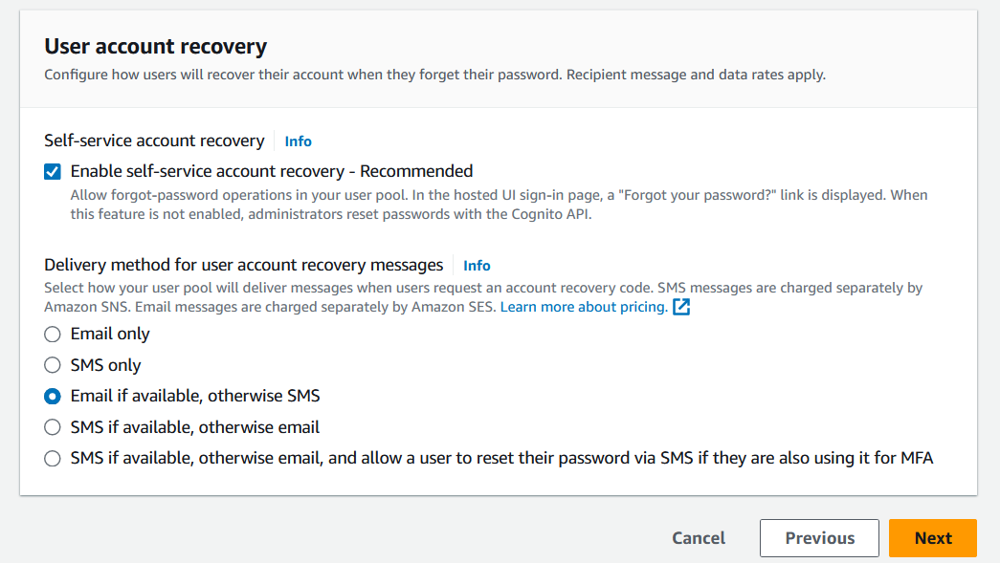 User account recovery
Configure how users will recover their account when they forget their password. Recipient message and data rates apply.
Self-service account recovery Info
Enable self-service account recovery - Recommended
Allow forgot-password operations in your user pool. In the hosted UI sign-in page, a "Forgot your password?" link is displayed. When
this feature is not enabled, administrators reset passwords with the Cognito API.
Delivery method for user account recovery messages Info
Select how your user pool will deliver messages when users request an account recovery code. SMS messages are charged separately by
Amazon SNS. Email messages are charged separately by Amazon SES. Learn more about pricing.
Email only
SMS only
Email if available, otherwise SMS
SMS if available, otherwise email
SMS if available, otherwise email, and allow a user to reset their password via SMS if they are also using it for MFA
Cancel Previous Next